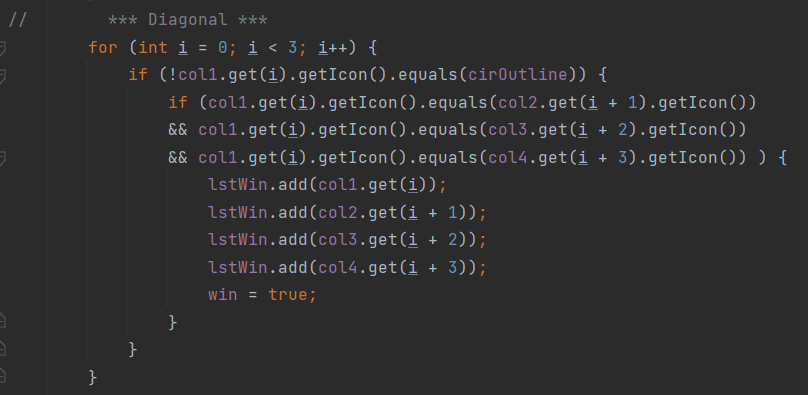 // *** Diagonal ***
for (int i = 0; i < 3; i++) {
if (!col1.get(i).getIcon().equals(cirOutline)) {
if (col1.get(i).getIcon().equals(col2.get(i + 1).getIcon())
&& col1.get(i).getIcon().equals(col3.get(i + 2).getIcon())
&& col1.get(i).getIcon().equals(col4.get(i + 3).getIcon()) ) {
lstWin.add(col1.get(i));
lstWin.add(col2.get(i + 1));
lstWin.add(col3.get(i + 2));
lstWin.add(col4.get(i + 3));
win = true;
}
}
}